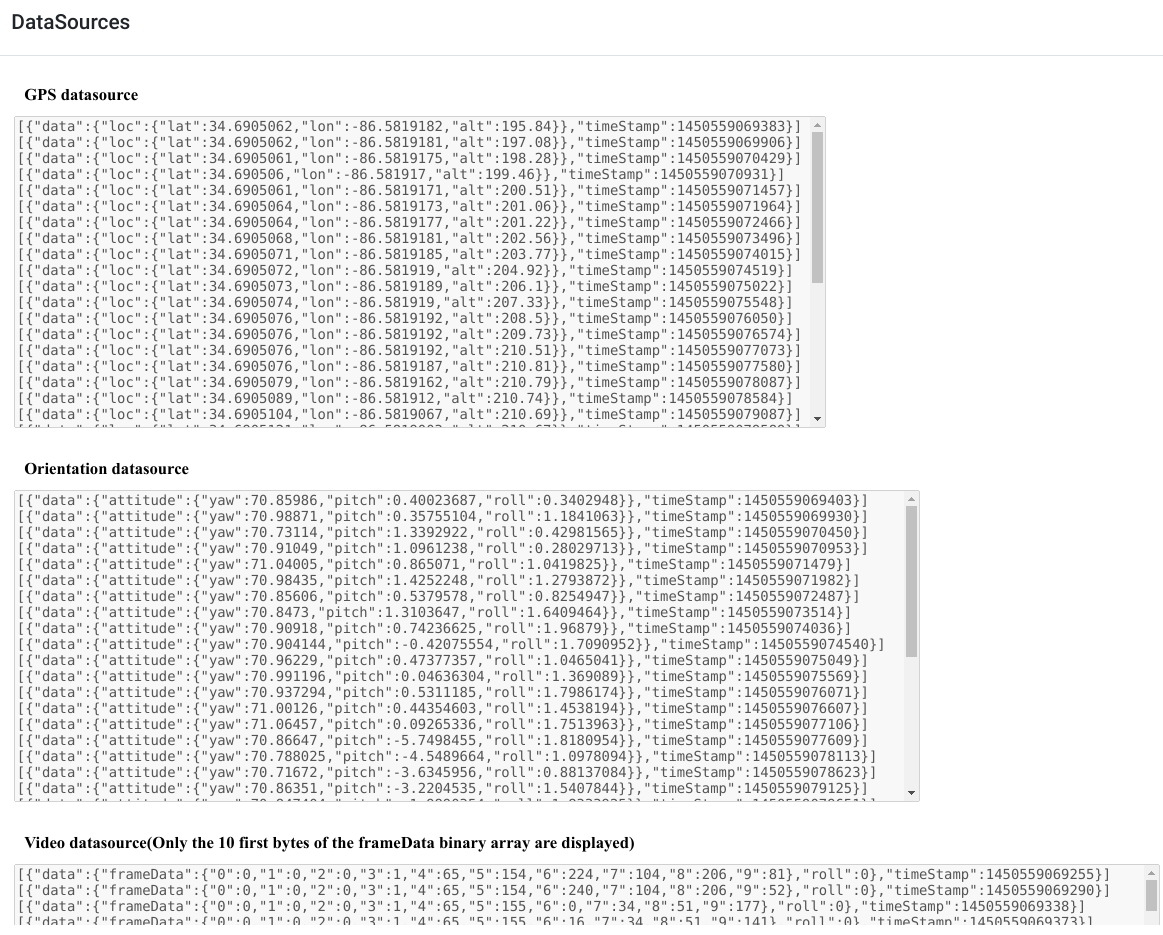 DataSources
GPS datasource
[{"data":{"loc":{"lat":34.6905062,"lon":-86.5819182,"alt":195.84}},"timeStamp":1450559069383}]
[{"data":{"loc":{"lat":34.6905062,"lon":-86.5819181,"alt":197.08}},"timeStamp":1450559069906}]
[{"data":{"loc":{"lat":34.6905061,"lon":-86.5819175,"alt":198.28}},"timeStamp":1450559070429}]
[{"data":{"loc":{"lat":34.690506,"lon":-86.581917,"alt":199.46}},"timeStamp":1450559070931}]
[{"data":{"loc":{"lat":34.6905061,"lon":-86.5819171,"alt":200.51}},"timeStamp":1450559071457}]
[{"data":{"loc":{"lat":34.6905064,"lon":-86.5819173,"alt":201.06}},"timeStamp":1450559071964}]
[{"data":{"loc":{"lat":34.6905064,"lon":-86.5819177,"alt":201.22}},"timeStamp":1450559072466}]
[{"data":{"loc":{"lat":34.6905068,"lon":-86.5819181,"alt":202.56}},"timeStamp":1450559073496}]
[{"data":{"loc":{"lat":34.6905071,"lon":-86.5819185,"alt":203.77}},"timeStamp":1450559074015}]
[{"data":{"loc":{"lat":34.6905072,"lon":-86.581919,"alt":204.92}},"timeStamp":1450559074519}]
[{"data":{"loc":{"lat":34.6905073,"lon":-86.5819189,"alt":206.1}},"timeStamp":1450559075022}]
[{"data":{"loc":{"lat":34.6905074,"lon":-86.581919,"alt":207.33}},"timeStamp":1450559075548}]
[{"data":{"loc":{"lat":34.6905076,"lon":-86.5819192,"alt":208.5}},"timeStamp":1450559076050}]
[{"data":{"loc":{"lat":34.6905076,"lon":-86.5819192,"alt":209.73}},"timeStamp":1450559076574}]
[{"data":{"loc":{"lat":34.6905076,"lon":-86.5819192,"alt":210.51}},"timeStamp":1450559077073}]
[{"data":{"loc":{"lat":34.6905076,"lon":-86.5819187,"alt":210.81}},"timeStamp":1450559077580}]
[{"data":{"loc":{"lat":34.6905079,"lon":-86.5819162,"alt":210.79}},"timeStamp":1450559078087}]
[{"data":{"loc":{"lat":34.6905089,"lon":-86.581912,"alt":210.74}},"timeStamp":1450559078584}]
[{"data":{"loc":{"lat":34.6905104,"lon":-86.5819067,"alt":210.69}},"timeStamp":1450559079087}]
Orientation datasource
[{"data":{"attitude":{"yaw":70.85986,"pitch":0.40023687,"roll":0.3402948}},"timeStamp":1450559069403}]
[{"data":{"attitude":{"yaw":70.98871,"pitch":0.35755104,"roll":1.1841063}},"timeStamp":1450559069930}]
[{"data":{"attitude":{"yaw":70.73114,"pitch":1.3392922,"roll":0.42981565}},"timeStamp":1450559070450}]
[{"data":{"attitude":{"yaw":70.91049,"pitch":1.0961238,"roll":0.28029713}},"timeStamp":1450559070953}]
[{"data":{"attitude":{"yaw":71.04005,"pitch":0.865071,"roll":1.0419825}},"timeStamp":1450559071479}]
[{"data":{"attitude":{"yaw":70.98435,"pitch":1.4252248,"roll":1.2793872}},"timeStamp":1450559071982}]
[{"data":{"attitude":{"yaw":70.85606,"pitch":0.5379578,"roll":0.8254947}},"timeStamp":1450559072487}]
[{"data":{"attitude":{"yaw":70.8473,"pitch":1.3103647,"roll":1.6409464}},"timeStamp":1450559073514}]
[{"data":{"attitude":{"yaw":70.90918,"pitch":0.74236625,"roll":1.96879}},"timeStamp":1450559074036}]
[{"data":{"attitude":{"yaw":70.904144,"pitch":-0.42075554,"roll":1.7090952}},"timeStamp":1450559074540}]
[{"data":{"attitude":{"yaw":70.96229,"pitch":0.47377357,"roll":1.0465041}},"timeStamp":1450559075049}]
[{"data":{"attitude":{"yaw":70.991196,"pitch":0.04636304,"roll":1.369089}},"timeStamp":1450559075569}]
[{"data":{"attitude":{"yaw":70.937294,"pitch":0.5311185,"roll":1.7986174}},"timeStamp":1450559076071}]
[{"data":{"attitude":{"yaw":71.00126,"pitch":0.44354603,"roll":1.4538194}},"timeStamp":1450559076607}]
[{"data":{"attitude":{"yaw":71.06457,"pitch":0.09265336,"roll":1.7513963}},"timeStamp":1450559077106}]
[{"data":{"attitude":{"yaw":70.86647,"pitch":-5.7498455,"roll":1.8180954}},"timeStamp":1450559077609}]
[{"data":{"attitude":{"yaw":70.788025,"pitch":-4.5489664,"roll":1.0978094}},"timeStamp":1450559078113}]
[{"data":{"attitude":{"yaw":70.71672,"pitch":-3.6345956,"roll":0.88137084}},"timeStamp":1450559078623}]
[{"data":{"attitude":{"yaw":70.86351,"pitch":-3.2204535,"roll":1.5407844}},"timeStamp":1450559079125}]
Video datasource(Only the 10 first bytes of the frameData binary array are displayed)
[{"data":{"frameData":{"0":0,"1":0,"2":0,"3":1,"4":65,"5":154,"6":224,"7":104,"8":206,"9":81},"roll":0},"timeStamp":1450559069255}]
[{"data":{"frameData":{"0":0,"1":0,"2":0,"3":1,"4":65,"5":154,"6":240,"7":104,"8":206,"9":52},"roll":0},"timeStamp":1450559069290}]
[{"data":{"frameData":{"0":0,"1":0,"2":0,"3":1,"4":65,"5":155,"6":0,"7":34,"8":51,"9":177},"roll":0},"timeStamp":1450559069338}]
[{"data":{"frameData":{"0":0,"1":0,"2":0,"3":1,"4":65,"5":155,"6":16,"7":34,"8":51,"9":141},"roll":0},"timeStamp":1450559069373}]